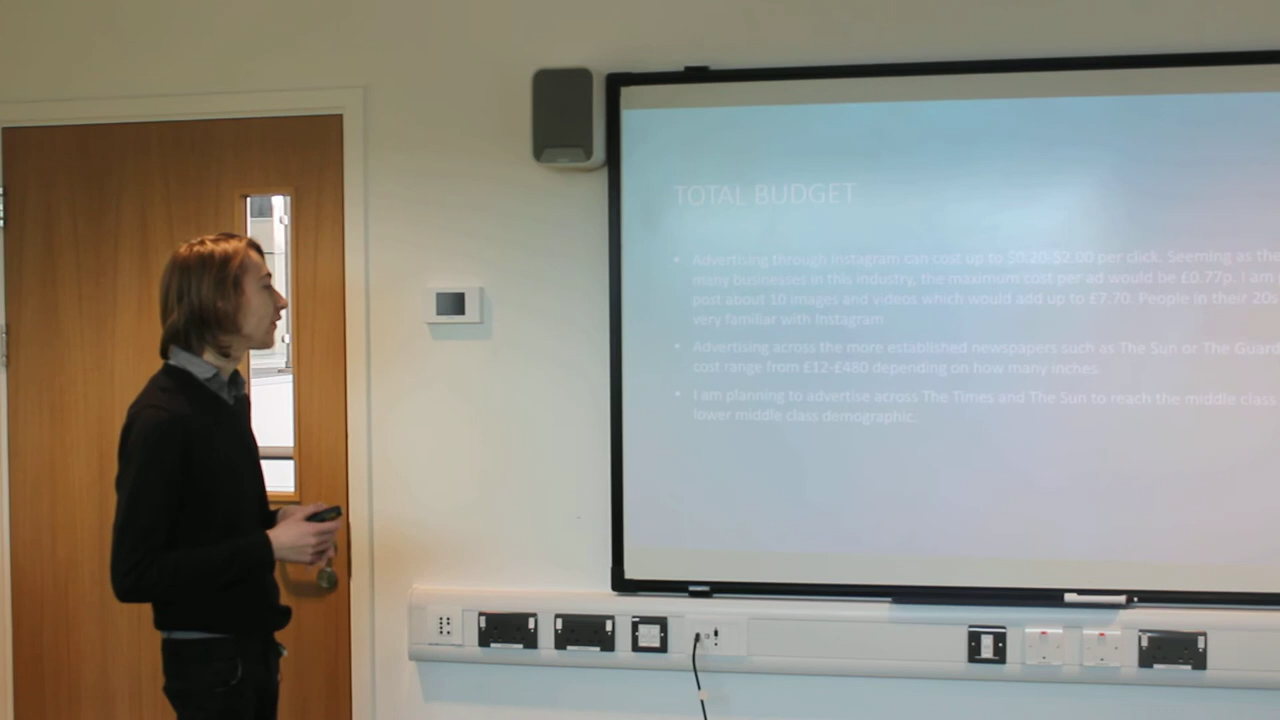 TOTAL BUDGET
• Advertising through instagram can cost up to $0.20-$2.00 per click. Seeming as the
many businesses in this industry, the maximum cost per ad would be £0.77p. I am
post about 10 images and videos which would add up to £7.70. People in their 20s
very familiar with Instagram
• Advertising across the more established newspapers such as The Sun or The Guard
cost range from £12-£480 depending on how many inches.
• I am planning to advertise across The Times and The Sun to reach the middle class
lower middle class demographic.